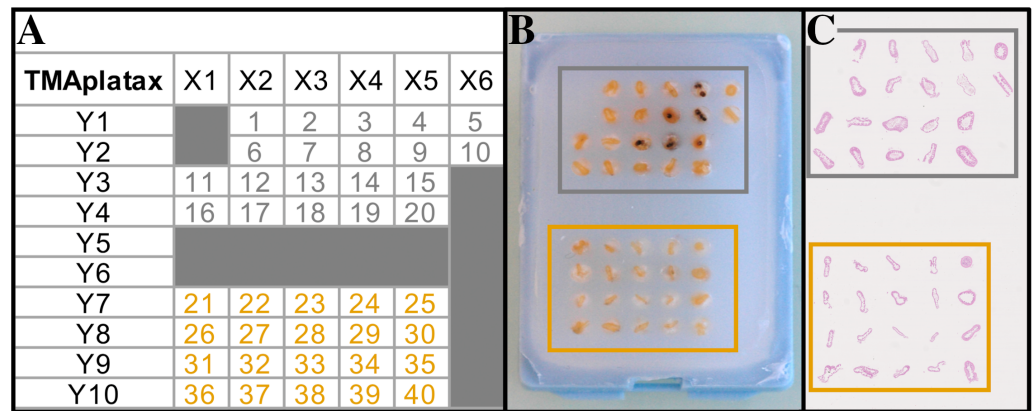 A
B
C
TMAplatax X1 X2 X3 X4 X5 X6
Y1 1 2 3 4 5
Y2 6 7 8 9 10
Y3 11 12 13 14 15
Y4 16 17 18 19 20
Y5
Y6
Y7 21 22 23 24 25
Y8 26 27 28 29 30
Y9 31 32 33 34 35
Y10 36 37 38 39 40